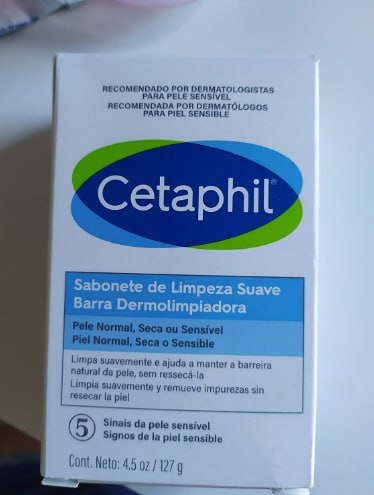 RECOMENDADO POR DERMATOLOGISTAS
PARA PELE SENSÍVEL
RECOMENDADA POR DERMATÓLOGOS
PARA PIEL SENSIBLE
Cetaphil®
Sabonete de Limpeza Suave
Barra Dermolimpiadora
Pele Normal, Seca ou Sensível
Piel Normal, Seca o Sensible
Limpa suavemente e ajuda a manter a barreira
natural da pele, sem ressecá-la
Limpia suavemente y remueve impurezas sin
resecar la piel
5 Sinais da pele sensível
Signos de la piel sensible
Cont. Neto: 4.5 oz / 127 g